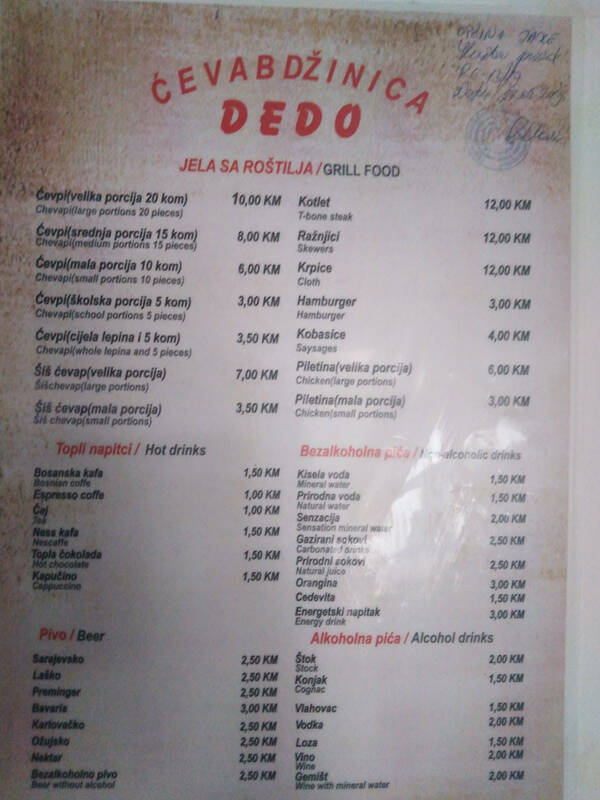 ĆEVABDŽINICA
DEDO
JELA SA ROŠTILJA / GRILL FOOD
Ćevpi(velika porcija 20 kom) 10,00 KM
Chevapi(large portions 20 pieces)
Ćevpi(srednja porcija 15 kom) 8,00 KM
Chevapi(medium portions 15 pieces)
Ćevpi(mala porcija 10 kom) 6,00 KM
Chevapi(small portions 10 pieces)
Ćevpi(školska porcija 5 kom) 3,00 KM
Chevapi(school portions 5 pieces)
Ćevpi(cijela lepina i 5 kom) 3,50 KM
Chevapi(whole lepina and 5 pieces)
Šiš ćevap(velika porcija) 7,00 KM
Šišchevap(large portions)
Šiš ćevap(mala porcija) 3,50 KM
Šiš chevap(small portions)
Kotlet 12,00 KM
T-bone steak
Ražnjici 12,00 KM
Skewers
Krpice 12,00 KM
Cloth
Hamburger 3,00 KM
Hamburger
Kobasice 4,00 KM
Saysages
Piletina(velika porcija) 6,00 KM
Chicken(large portions)
Piletina(mala porcija) 3,00 KM
Chicken(small portions)
Topli napitci / Hot drinks
Bosanska kafa 1,50 KM
Bosnian coffe
Espresso coffe 1,00 KM
Čaj 1,00 KM
Tea
Ness kafa 1,50 KM
Nescaffe
Topla čokolada 1,50 KM
Hot chocolate
Kapučino 1,50 KM
Cappuccino
Bezalkoholna pića / Non-alcoholic drinks
Kisela voda 1,50 KM
Mineral water
Prirodna voda 1,50 KM
Natural water
Senzacija 2,00 KM
Sensation mineral water
Gazirani sokovi 2,50 KM
Carbonated drinks
Prirodni sokovi 2,50 KM
Natural juice
Orangina 3,00 KM
Cedevita 1,50 KM
Energetski napitak 3,00 KM
Energy drink
Pivo / Beer
Sarajevsko 2,50 KM
Laško 2,50 KM
Preminger 2,50 KM
Bavaria 3,00 KM
Karlovačko 2,50 KM
Ožujsko 2,50 KM
Nektar 2,50 KM
Bezalkoholno pivo 2,50 KM
Beer without alcohol
Alkoholna pića / Alcohol drinks
Štok 2,00 KM
Stock
Konjak 1,50 KM
Cognac
Vlahovac 1,50 KM
Vodka 2,00 KM
Loza 1,50 KM
Vino 2,00 KM
Wine
Gemišt 2,00 KM
Wine with mineral water